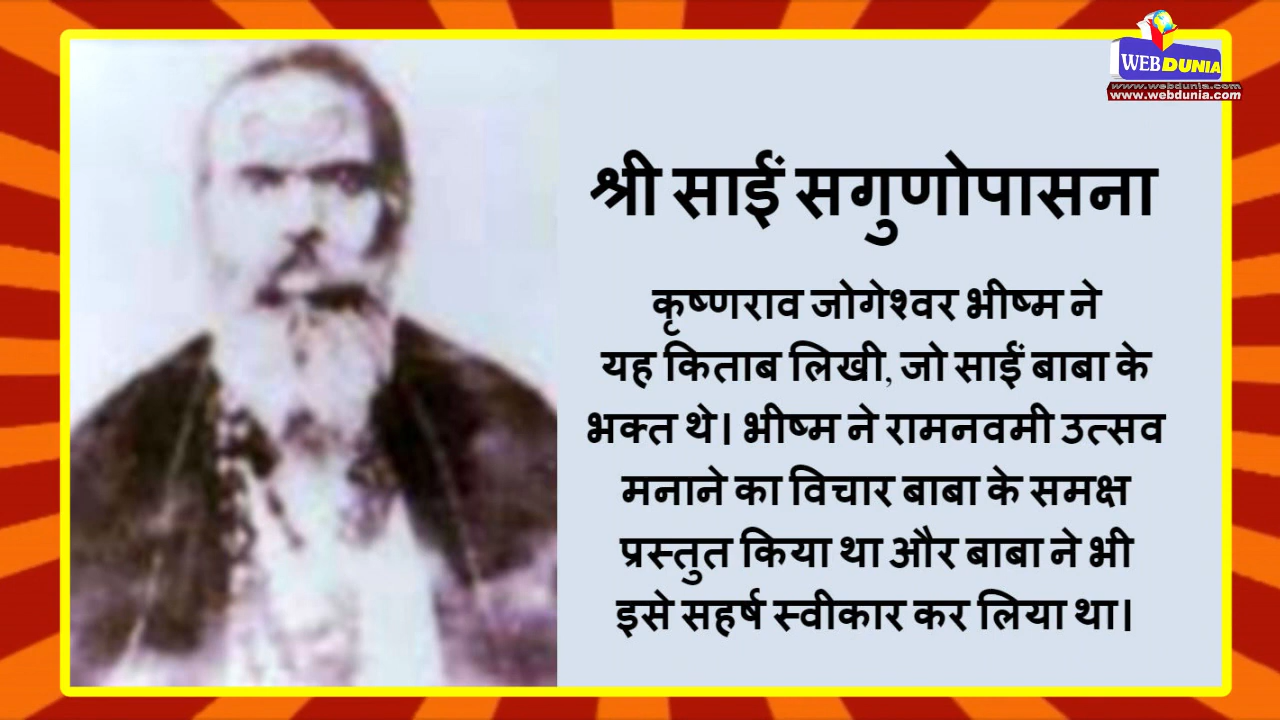 WEBDUNIA
www.webdunia.com
www.webdunia.com
श्री साईं सगुणोपासना
कृष्णराव जोगेश्वर भीष्म ने
यह किताब लिखी, जो साईं बाबा के
भक्त थे। भीष्म ने रामनवमी उत्सव
मनाने का विचार बाबा के समक्ष
प्रस्तुत किया था और बाबा ने भी
इसे सहर्ष स्वीकार कर लिया था।